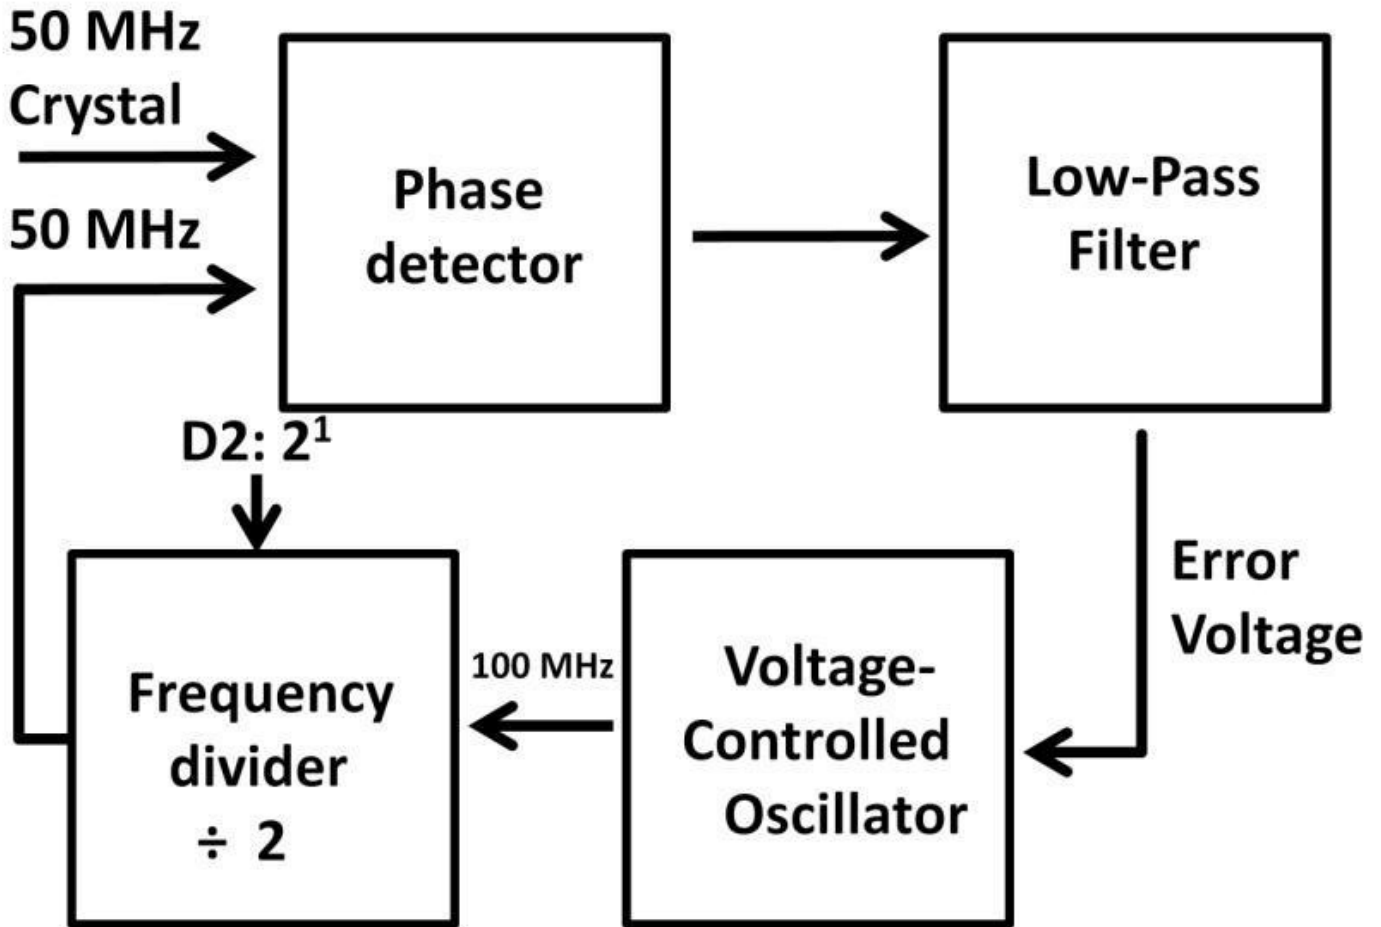 50 MHz
Crystal
50 MHz
Phase
detector
Low-Pass
Filter
D2: 2¹
Error
Voltage
100 MHz
Voltage-
Controlled
Oscillator
Frequency
divider
÷ 2